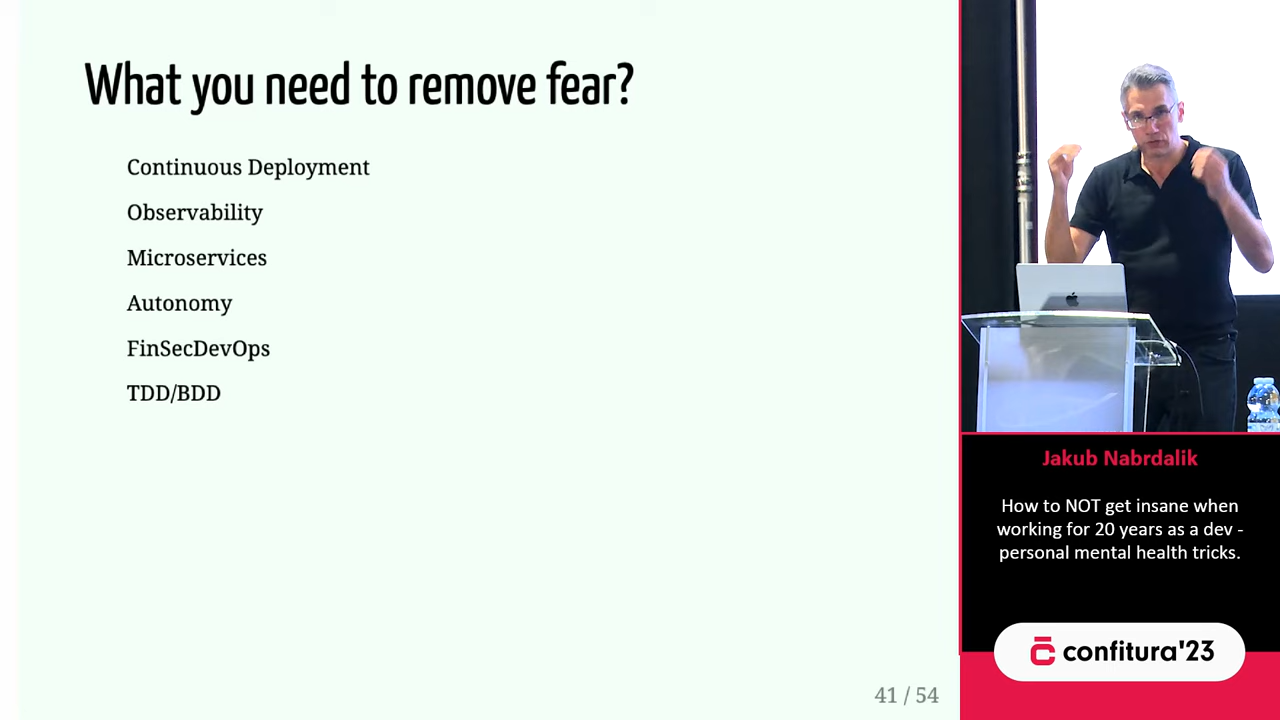 What you need to remove fear?
Continuous Deployment
Observability
Microservices
Autonomy
FinSecDevOps
TDD/BDD
41 / 54
Jakub Nabrdalik
How to NOT get insane when
working for 20 years as a dev -
personal mental health tricks.
confitura'23